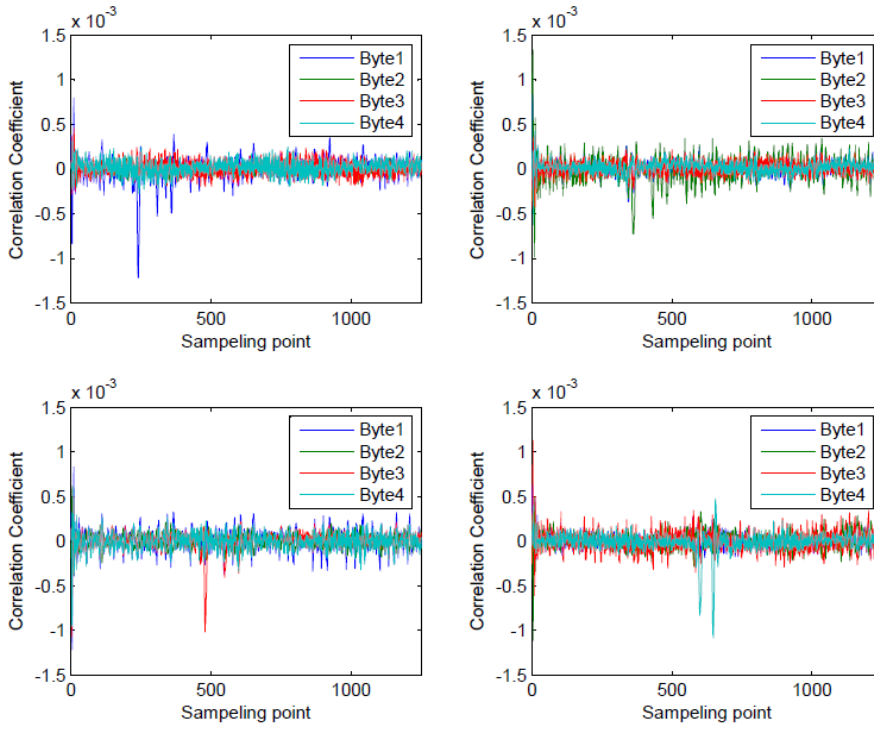 x 10-3
1.5
1
0.5
0
-0.5
-1
-1.5
Correlation Coefficient
Byte1
Byte2
Byte3
Byte4
0 500 1000
Sampeling point
x 10-3
1.5
1
0.5
0
-0.5
-1
-1.5
Correlation Coefficient
Byte1
Byte2
Byte3
Byte4
0 500 1000
Sampeling point
x 10-3
1.5
1
0.5
0
-0.5
-1
-1.5
Correlation Coefficient
Byte1
Byte2
Byte3
Byte4
0 500 1000
Sampeling point
x 10-3
1.5
1
0.5
0
-0.5
-1
-1.5
Correlation Coefficient
Byte1
Byte2
Byte3
Byte4
0 500 1000
Sampeling point